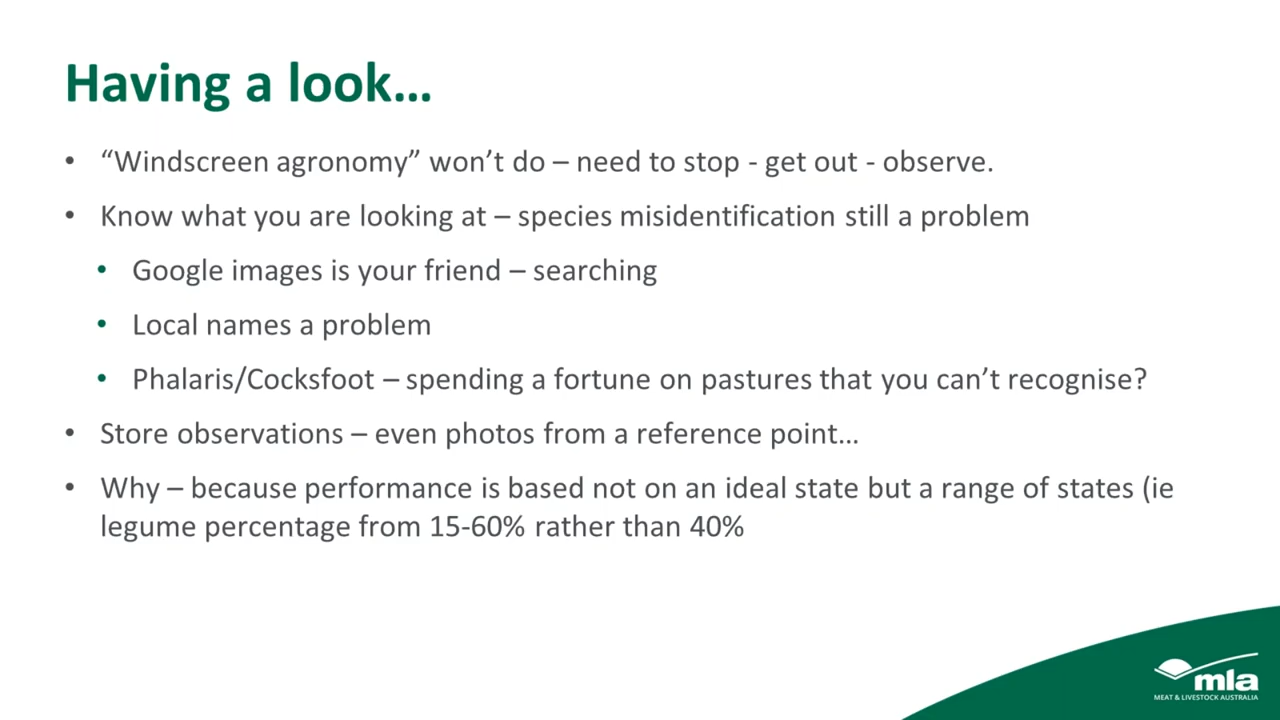 Having a look...
• “Windscreen agronomy” won’t do – need to stop - get out - observe.
• Know what you are looking at – species misidentification still a problem
• Google images is your friend – searching
• Local names a problem
• Phalaris/Cocksfoot – spending a fortune on pastures that you can’t recognise?
• Store observations – even photos from a reference point...
• Why – because performance is based not on an ideal state but a range of states (ie
legume percentage from 15-60% rather than 40%
mla
MEAT & LIVESTOCK AUSTRALIA